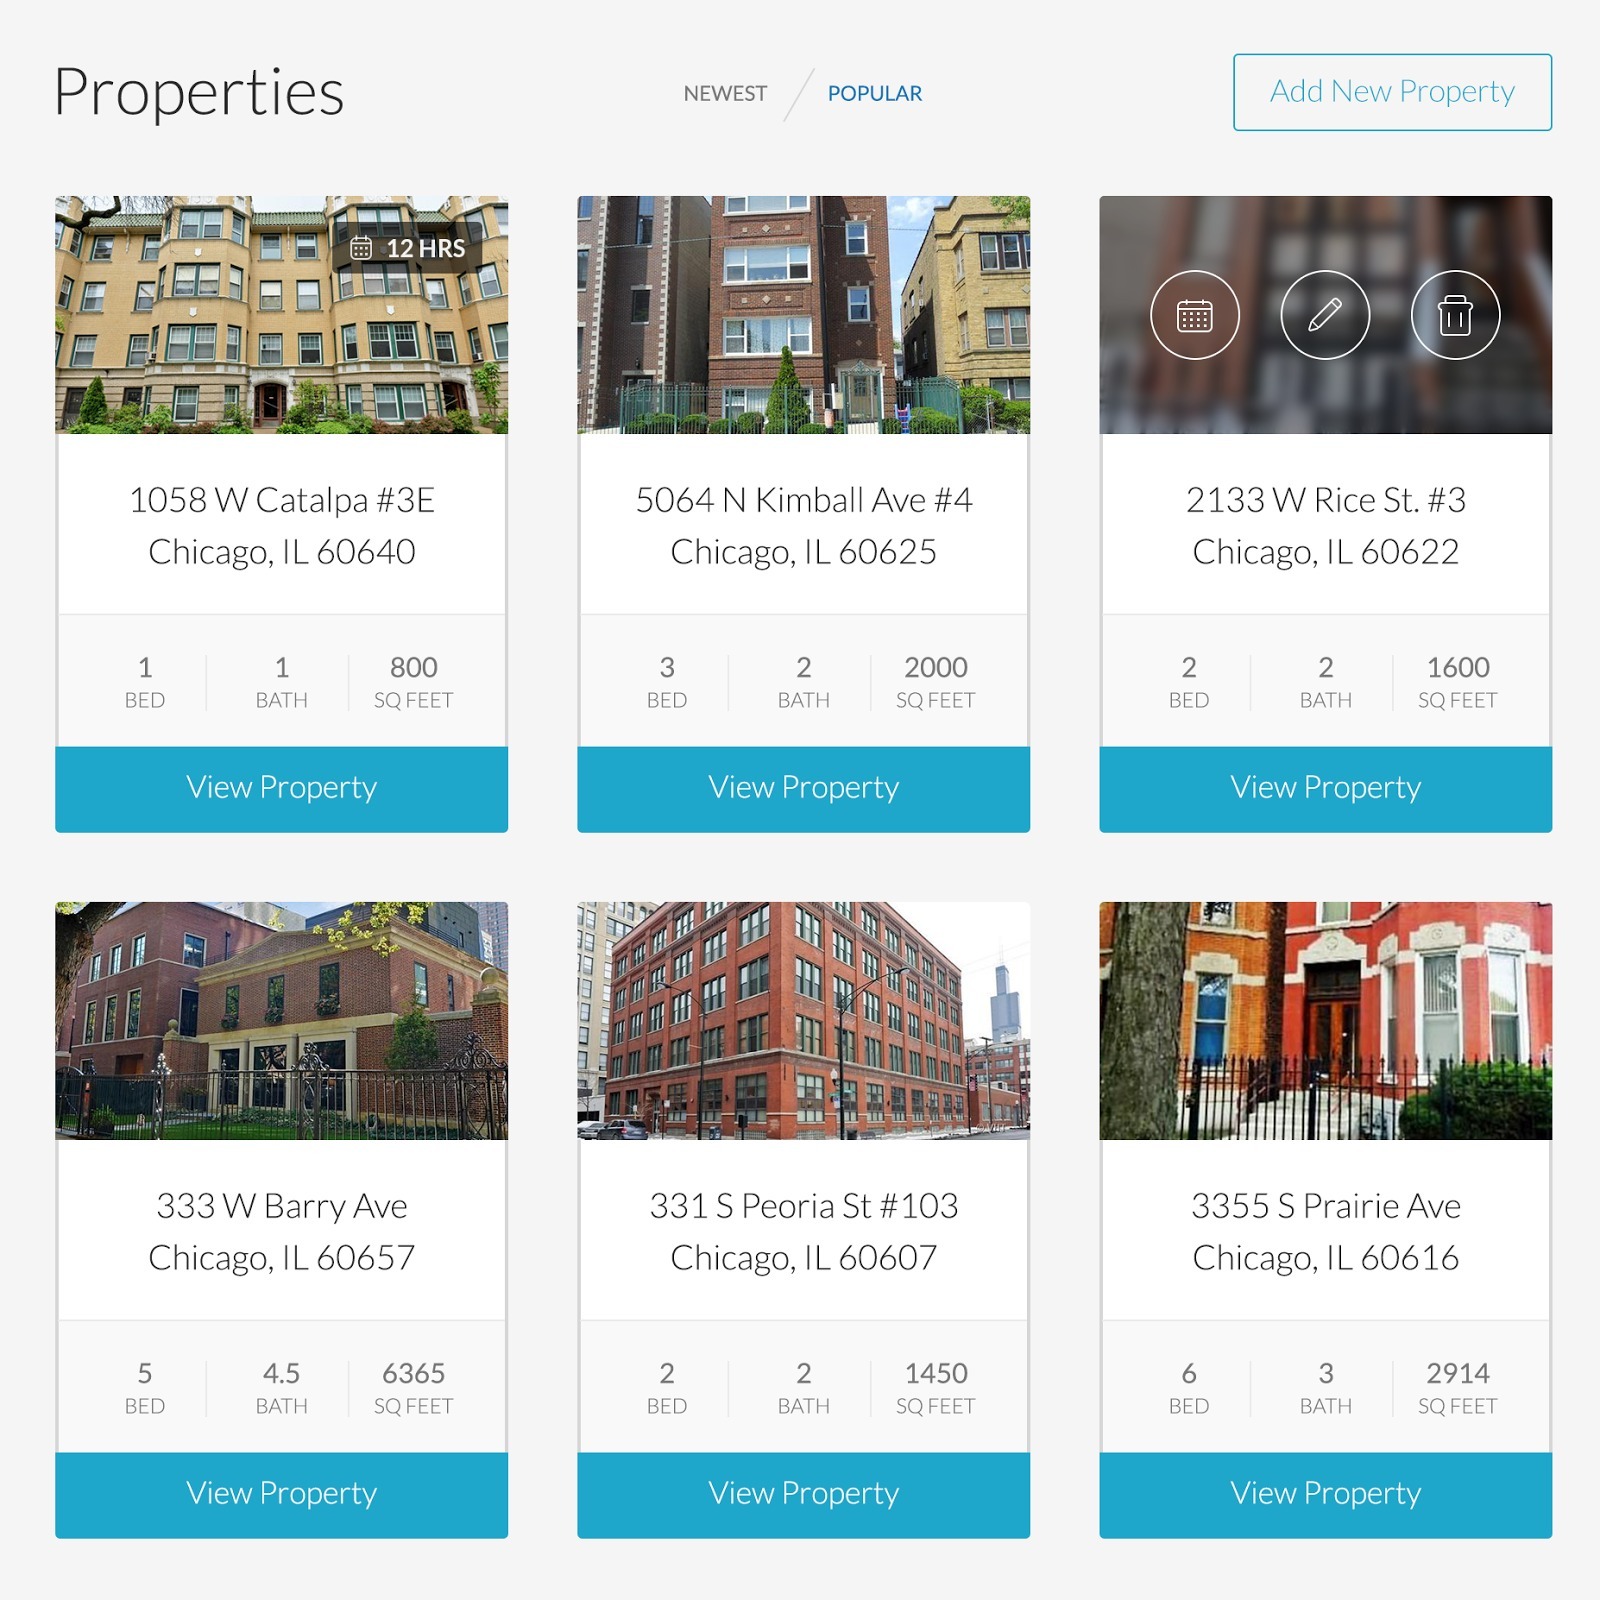 Properties
NEWEST / POPULAR
Add New Property
12 HRS
1058 W Catalpa #3E
Chicago, IL 60640
1 BED
1 BATH
800 SQ FEET
View Property
5064 N Kimball Ave #4
Chicago, IL 60625
3 BED
2 BATH
2000 SQ FEET
View Property
2133 W Rice St. #3
Chicago, IL 60622
2 BED
2 BATH
1600 SQ FEET
View Property
333 W Barry Ave
Chicago, IL 60657
5 BED
4.5 BATH
6365 SQ FEET
View Property
331 S Peoria St #103
Chicago, IL 60607
2 BED
2 BATH
1450 SQ FEET
View Property
3355 S Prairie Ave
Chicago, IL 60616
6 BED
3 BATH
2914 SQ FEET
View Property